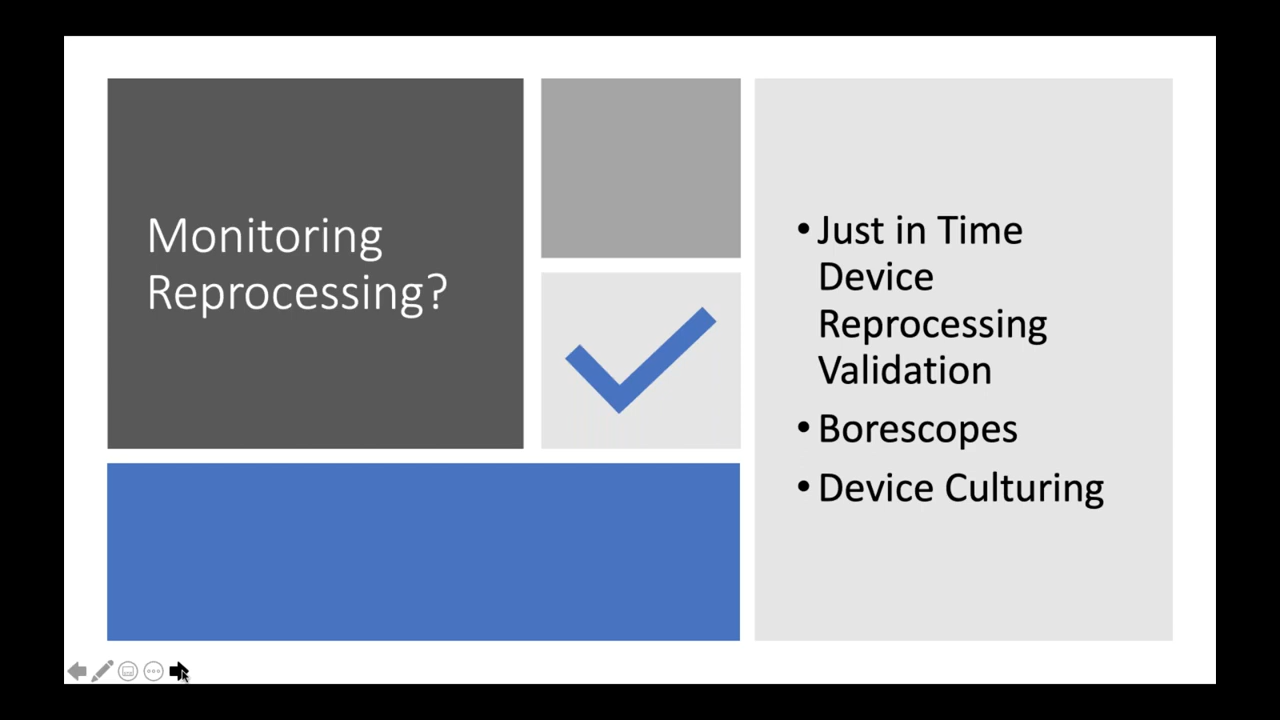 Monitoring
Reprocessing?
• Just in Time
Device
Reprocessing
Validation
• Borescopes
• Device Culturing